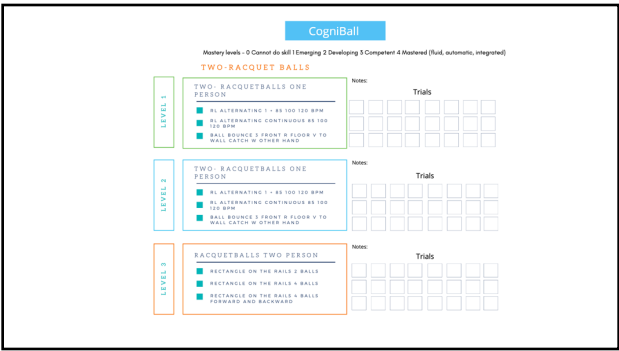 CogniBall
Mastery levels - 0 Cannot do skill 1 Emerging 2 Developing 3 Competent 4 Mastered (fluid, automatic, integrated)
TWO-RACQUET BALLS
LEVEL 1
TWO- RACQUETBALLS ONE
PERSON
RL ALTERNATING 1 + 85 100 120 BPM
RL ALTERNATING CONTINUOUS 85 100
120 BPM
BALL BOUNCE 3 FRONT R FLOOR V TO
WALL CATCH W OTHER HAND
Notes:
Trials
LEVEL 2
TWO- RACQUETBALLS ONE
PERSON
RL ALTERNATING 1 + 85 100 120 BPM
RL ALTERNATING CONTINUOUS 85 100
120 BPM
BALL BOUNCE 3 FRONT R FLOOR V TO
WALL CATCH W OTHER HAND
Notes:
Trials
LEVEL 3
RACQUETBALLS TWO PERSON
RECTANGLE ON THE RAILS 2 BALLS
RECTANGLE ON THE RAILS 4 BALLS
RECTANGLE ON THE RAILS 4 BALLS
FORWARD AND BACKWARD
Notes:
Trials